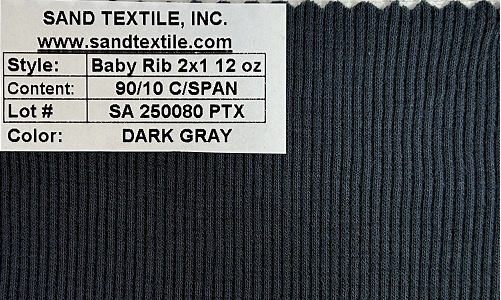 SAND TEXTILE, INC.
www.sandtextile.com
Style: Baby Rib 2x1 12 oz
Content: 90/10 C/SPAN
Lot # SA 250080 PTX
Color: DARK GRAY